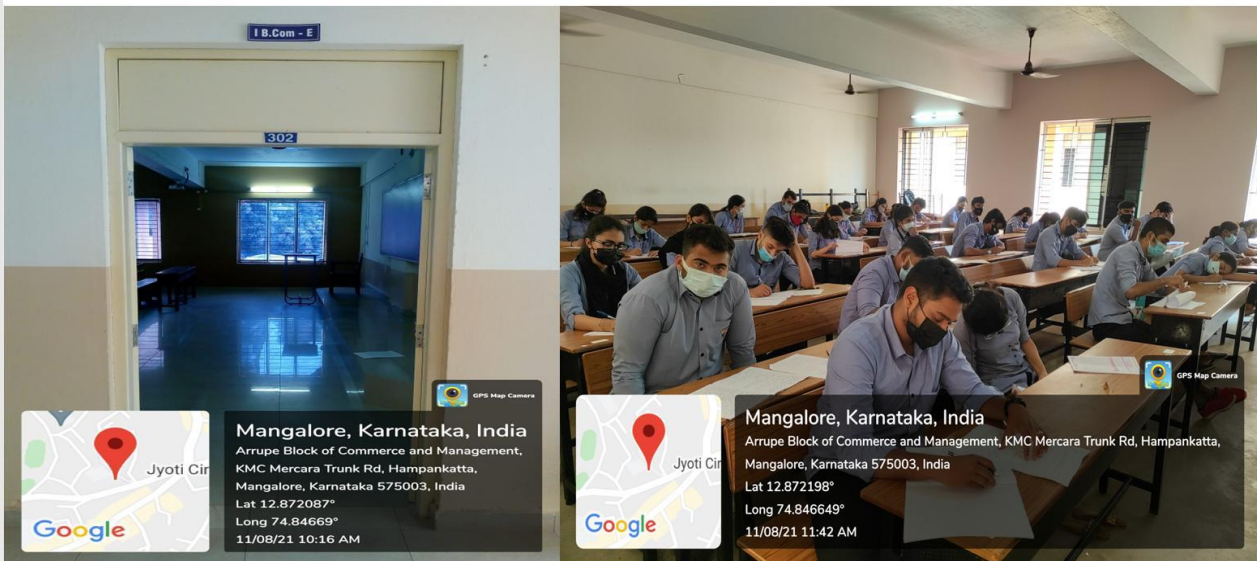 I B.Com - E
302
GPS Map Camera
Jyoti Cir
Google
Mangalore, Karnataka, India
Arrupe Block of Commerce and Management,
KMC Mercara Trunk Rd, Hampankatta,
Mangalore, Karnataka 575003, India
Lat 12.872087°
Long 74.84669°
11/08/21 10:16 AM
GPS Map Camera
Jyoti Cir
Google
Mangalore, Karnataka, India
Arrupe Block of Commerce and Management, KMC Mercara Trunk Rd, Hampankatta,
Mangalore, Karnataka 575003, India
Lat 12.872198°
Long 74.846649°
11/08/21 11:42 AM